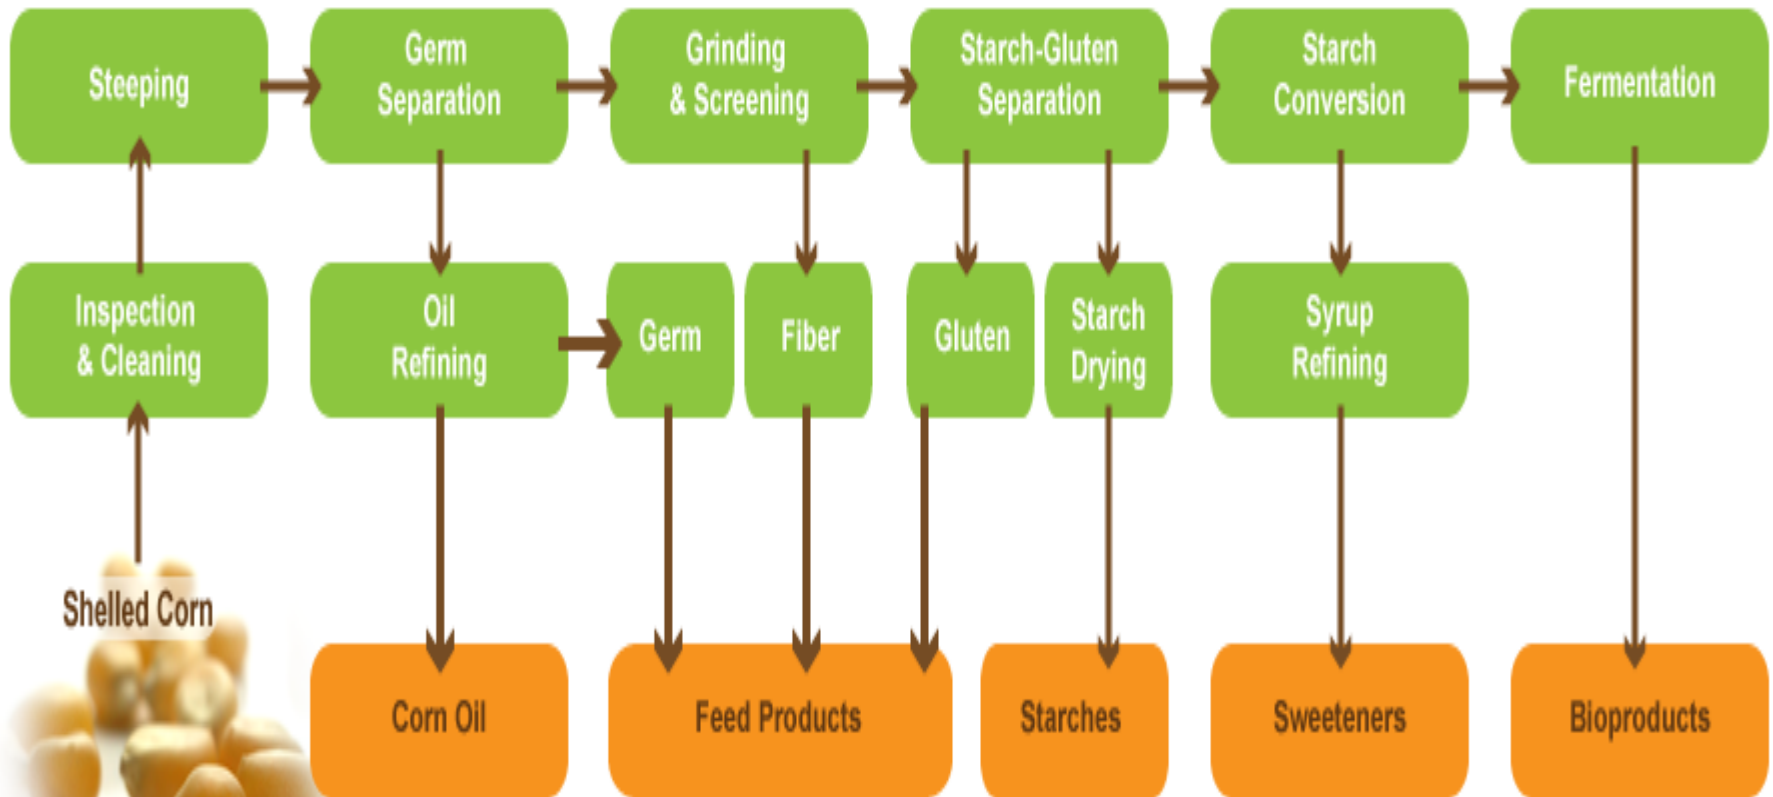 Steeping
Germ
Separation
Grinding
& Screening
Starch-Gluten
Separation
Starch
Conversion
Fermentation
Inspection
& Cleaning
Oil
Refining
Germ
Fiber
Gluten
Starch
Drying
Syrup
Refining
Shelled Corn
Corn Oil
Feed Products
Starches
Sweeteners
Bioproducts